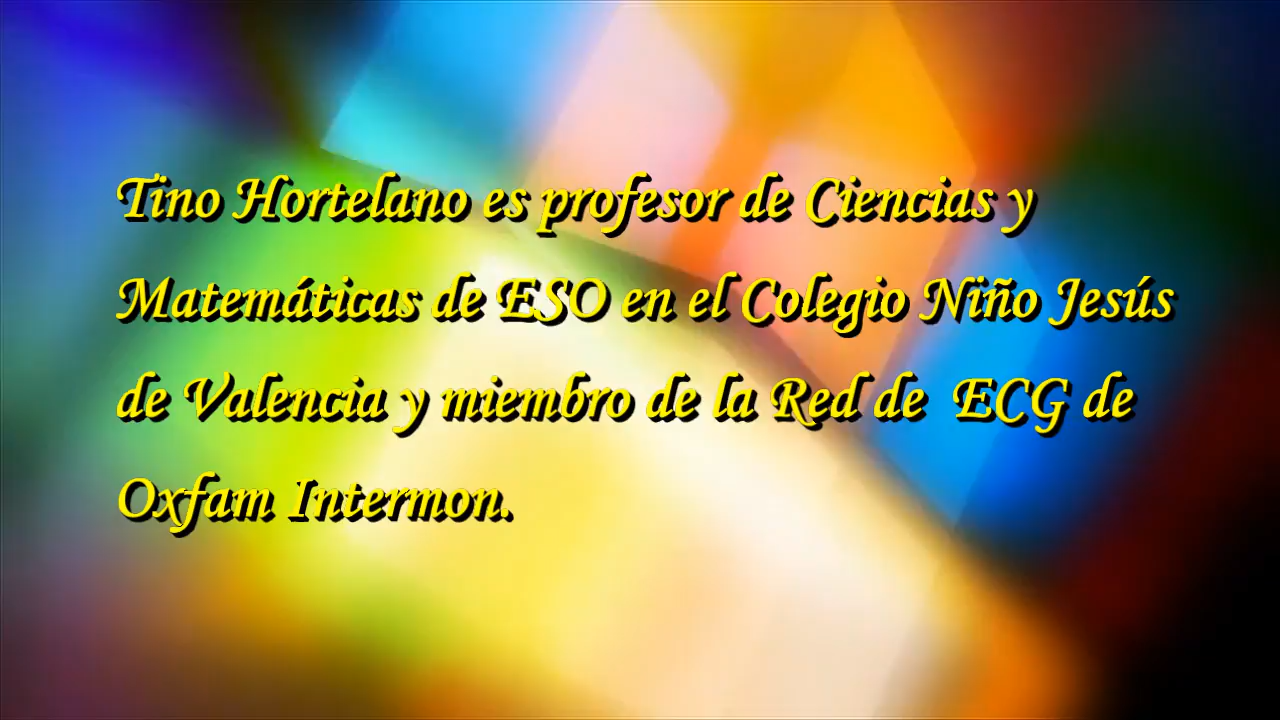 Tino Hortelano es profesor de Ciencias y
Matemáticas de ESO en el Colegio Niño Jesús
de Valencia y miembro de la Red de ECG de
Oxfam Intermon.